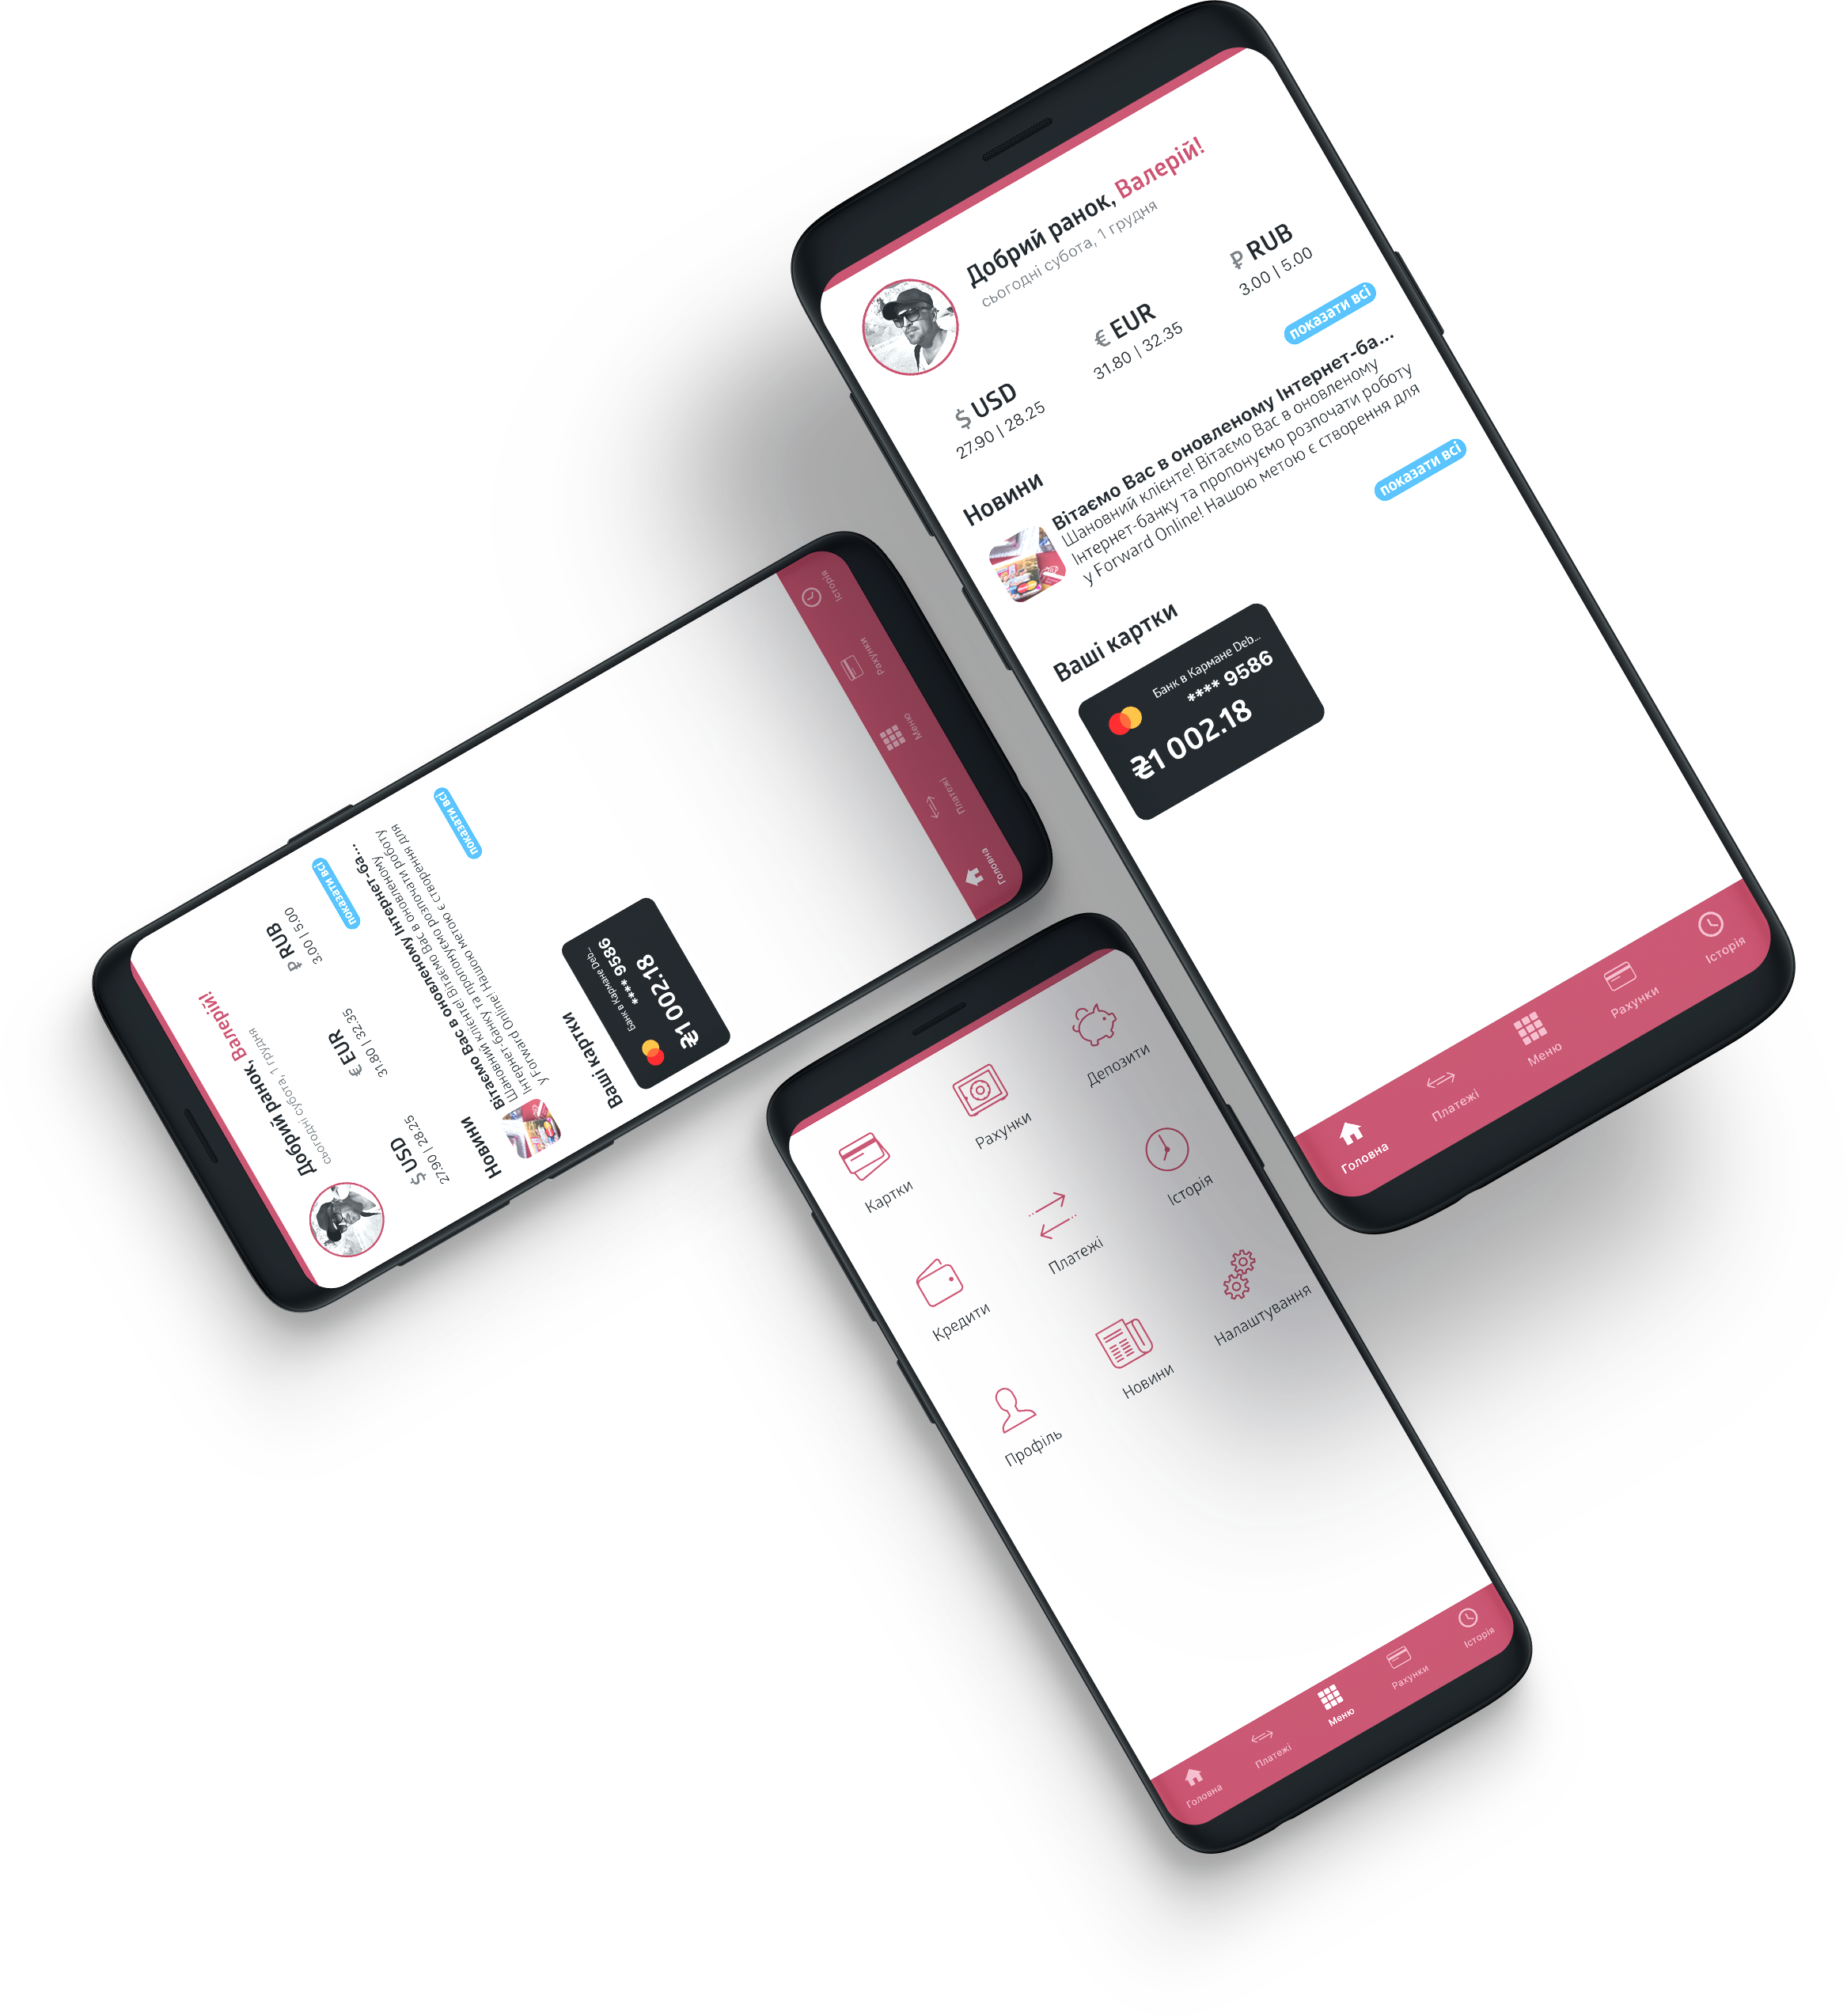 Добрий ранок, Валерій!
сьогодні субота, 1 грудня
$ USD
27.90 | 28.25
€ EUR
31.80 | 32.35
₽ RUB
3.00 | 5.00
Новини
показати всі
Вітаємо Вас в оновленому Інтернет-ба...
Шановний клієнте! Вітаємо Вас в оновленому
Інтернет-банку та пропонуємо розпочати роботу
у Forward Online! Нашою метою є створення для
Ваші картки
показати всі
Банк в Кармане Deb...
**** 9586
₴1 002.18
Головна
Платежі
Меню
Рахунки
Історія
Добрий ранок, Валерій!
сьогодні субота, 1 грудня
$ USD
27.90 | 28.25
€ EUR
31.80 | 32.35
₽ RUB
3.00 | 5.00
Новини
показати всі
Вітаємо Вас в оновленому Інтернет-ба...
Шановний клієнте! Вітаємо Вас в оновленому
Інтернет-банку та пропонуємо розпочати роботу
у Forward Online! Нашою метою є створення для
Ваші картки
показати всі
Банк в Кармане Deb...
**** 9586
₴1 002.18
Головна
Платежі
Меню
Рахунки
Історія
Картки
Рахунки
Депозити
Кредити
Платежі
Історія
Профіль
Новини
Налаштування
Головна
Платежі
Меню
Рахунки
Історія